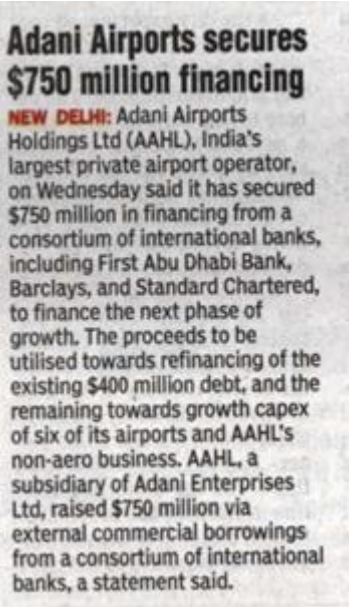 Adani Airports secures
$750 million financing
NEW DELHI: Adani Airports
Holdings Ltd (AAHL), India's
largest private airport operator,
on Wednesday said it has secured
$750 million in financing from a
consortium of international banks,
including First Abu Dhabi Bank,
Barclays, and Standard Chartered,
to finance the next phase of
growth. The proceeds to be
utilised towards refinancing of the
existing $400 million debt, and the
remaining towards growth capex
of six of its airports and AAHL's
non-aero business. AAHL, a
subsidiary of Adani Enterprises
Ltd, raised $750 million via
external commercial borrowings
from a consortium of international
banks, a statement said.